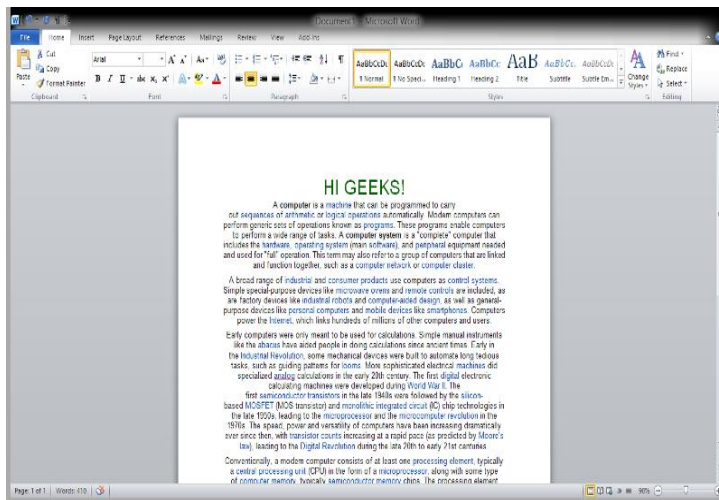 Document1 - Microsoft Word
File Home Insert Page Layout References Mailings Review View Add-Ins
Cut
Copy
Format Painter
Paste
Clipboard
Arial
Font
Paragraph
AaBbCcDc AaBbCcDc AaBbC AaBbCc AaB AaBbCc. AaBbCcDc
¶ Normal ¶ No Spaci... Heading 1 Heading 2 Title Subtitle Subtle Em...
Change Styles
Styles
Find
Replace
Select
Editing
HI GEEKS!
A computer is a machine that can be programmed to carry
out sequences of arithmetic or logical operations automatically. Modern computers can
perform generic sets of operations known as programs. These programs enable computers
to perform a wide range of tasks. A computer system is a "complete" computer that
includes the hardware, operating system (main software), and peripheral equipment needed
and used for "full" operation. This term may also refer to a group of computers that are linked
and function together, such as a computer network or computer cluster.
A broad range of industrial and consumer products use computers as control systems.
Simple special-purpose devices like microwave ovens and remote controls are included, as
are factory devices like industrial robots and computer-aided design, as well as general-
purpose devices like personal computers and mobile devices like smartphones. Computers
power the Internet, which links hundreds of millions of other computers and users.
Early computers were only meant to be used for calculations. Simple manual instruments
like the abacus have aided people in doing calculations since ancient times. Early in
the Industrial Revolution, some mechanical devices were built to automate long tedious
tasks, such as guiding patterns for looms. More sophisticated electrical machines did
specialized analog calculations in the early 20th century. The first digital electronic
calculating machines were developed during World War II. The
first semiconductor transistors in the late 1940s were followed by the silicon-
based MOSFET (MOS transistor) and monolithic integrated circuit (IC) chip technologies in
the late 1950s, leading to the microprocessor and the microcomputer revolution in the
1970s. The speed, power and versatility of computers have been increasing dramatically
ever since then, with transistor counts increasing at a rapid pace (as predicted by Moore's
law), leading to the Digital Revolution during the late 20th to early 21st centuries.
Conventionally, a modern computer consists of at least one processing element, typically
a central processing unit (CPU) in the form of a microprocessor, along with some type
of computer memory, typically semiconductor memory chips. The processing element
Page: 1 of 1 Words: 410 90%